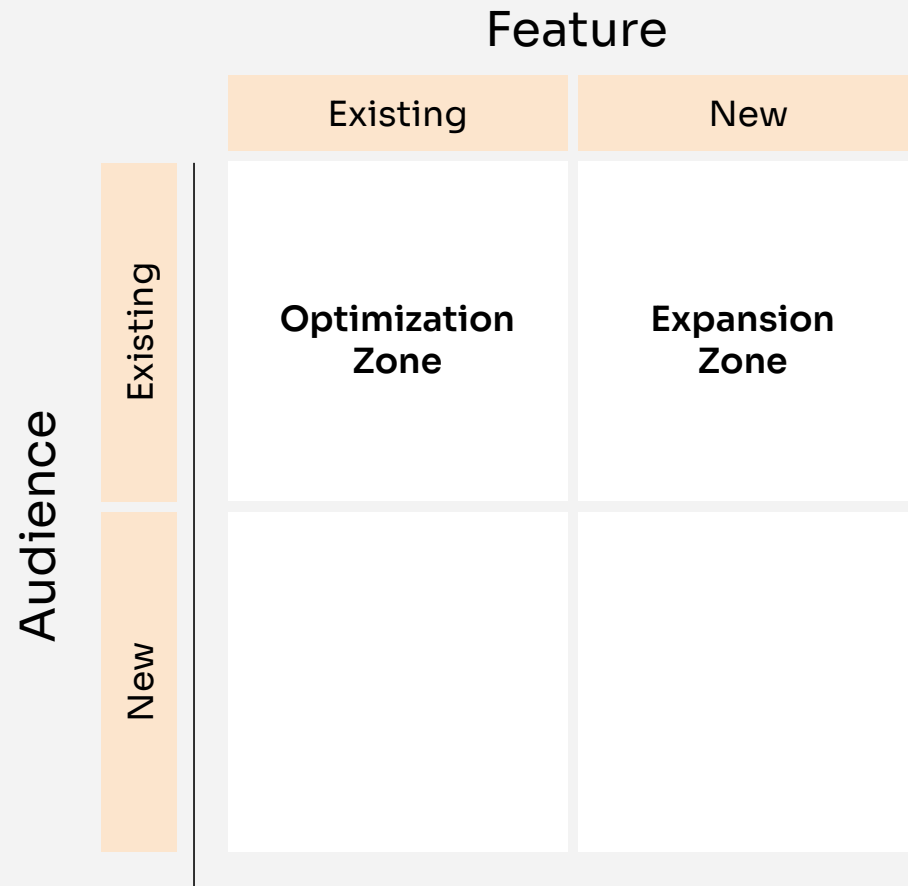 Feature
Existing
New
Audience
Existing
Optimization
Zone
Expansion
Zone
New